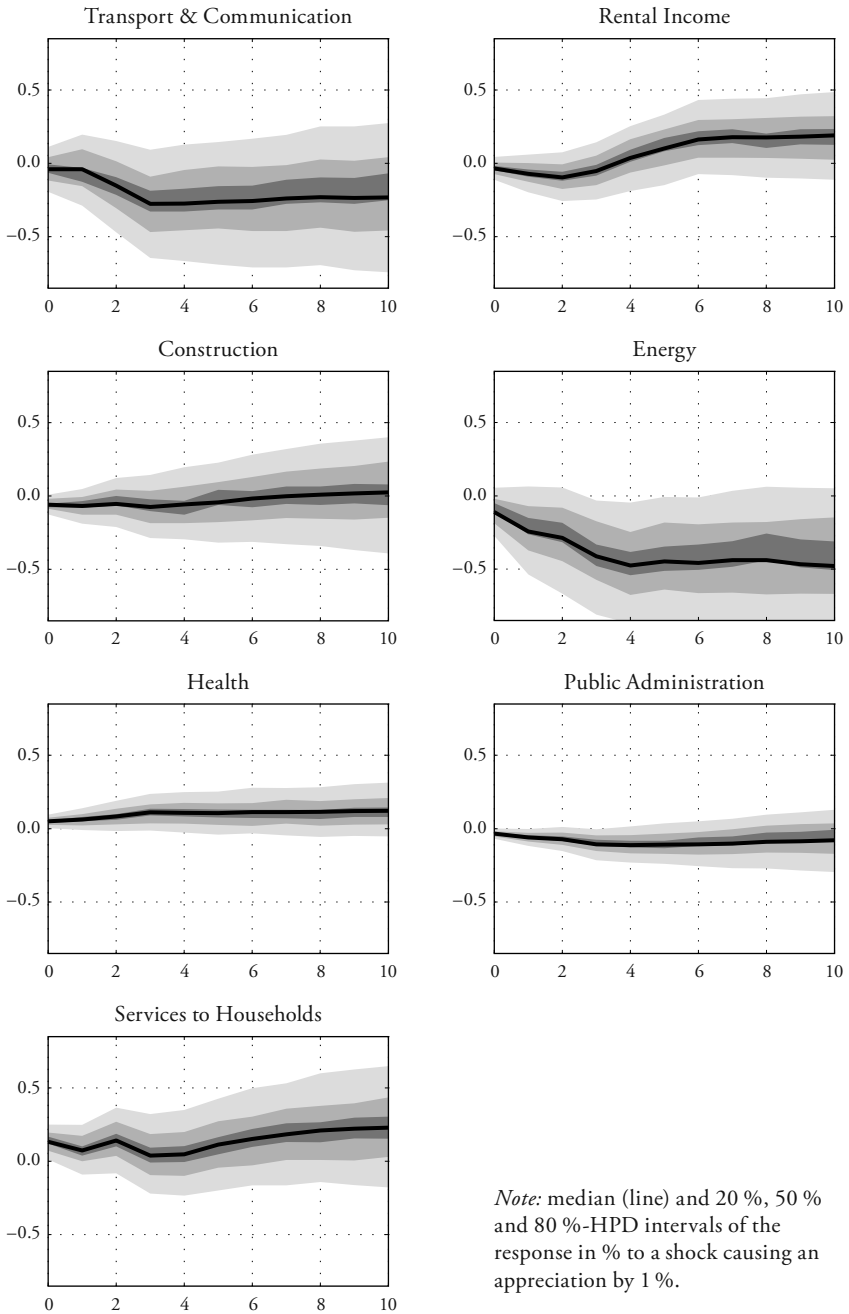 Transport & Communication
0.5
0.0
−0.5
0 2 4 6 8 10
Rental Income
0.5
0.0
−0.5
0 2 4 6 8 10
Construction
0.5
0.0
−0.5
0 2 4 6 8 10
Energy
0.5
0.0
−0.5
0 2 4 6 8 10
Health
0.5
0.0
−0.5
0 2 4 6 8 10
Public Administration
0.5
0.0
−0.5
0 2 4 6 8 10
Services to Households
0.5
0.0
−0.5
0 2 4 6 8 10
Note: median (line) and 20 %, 50 %
and 80 %-HPD intervals of the
response in % to a shock causing an
appreciation by 1 %.